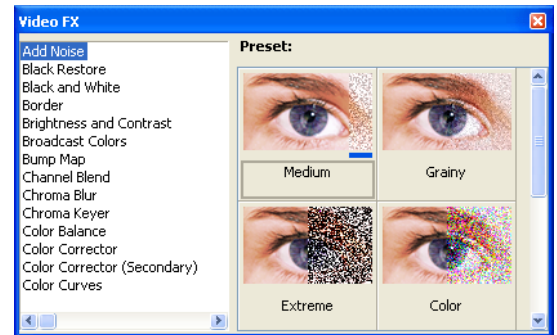 Video FX
Add Noise
Black Restore
Black and White
Border
Brightness and Contrast
Broadcast Colors
Bump Map
Channel Blend
Chroma Blur
Chroma Keyer
Color Balance
Color Corrector
Color Corrector (Secondary)
Color Curves
Preset:
Medium
Grainy
Extreme
Color